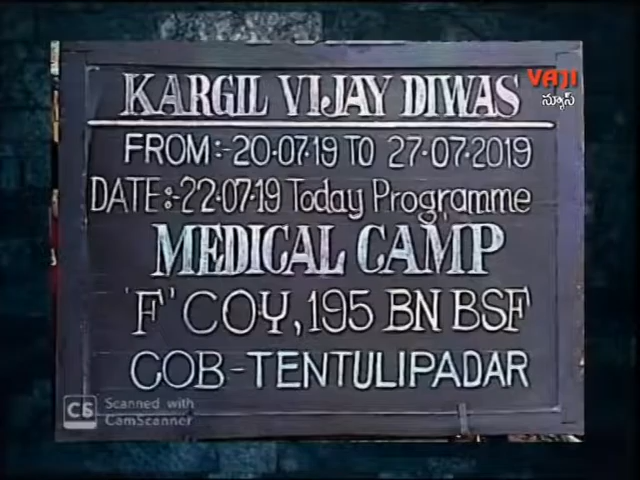 VAJI
న్యూస్
KARGIL VIJAY DIWAS
FROM:-20·07·19 TO 27·07·2019
DATE:-22·07·19 Today Programme
MEDICAL CAMP
'F' COY, 195 BN BSF
COB-TENTULIPADAR
CS Scanned with
CamScanner